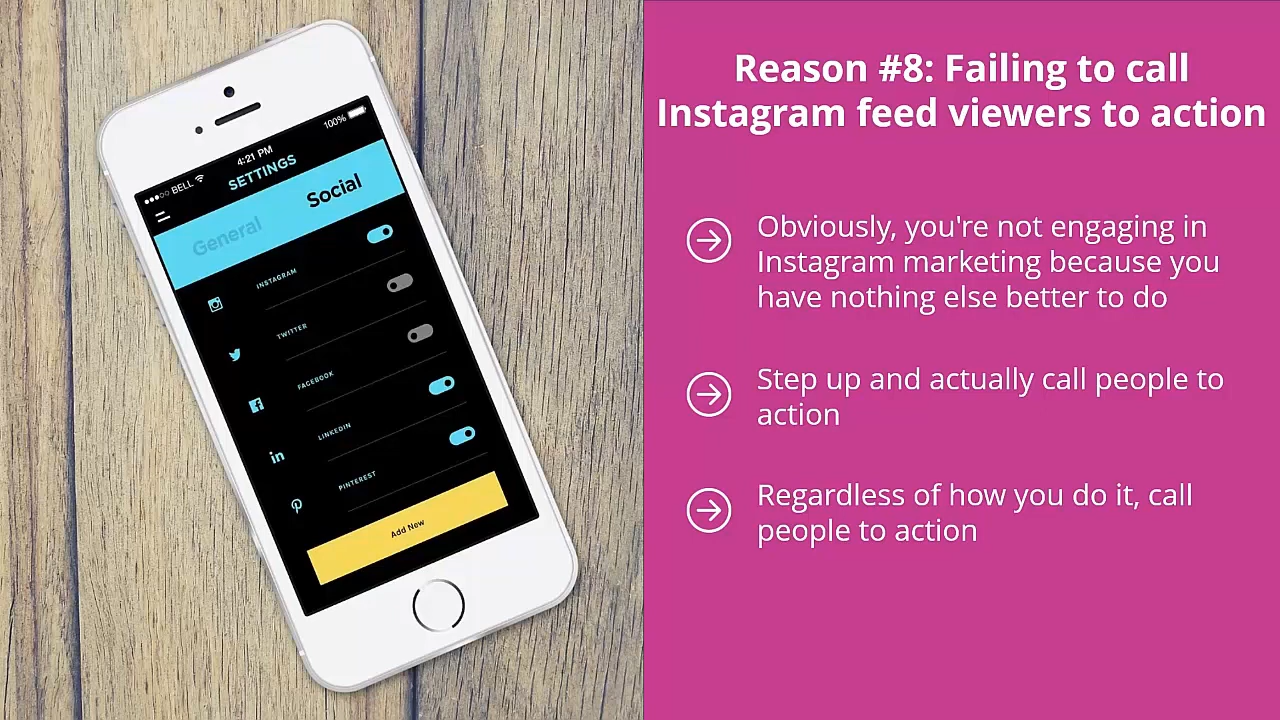 BELL
4:21 PM
100%
SETTINGS
General
Social
INSTAGRAM
TWITTER
FACEBOOK
LINKEDIN
PINTEREST
Add New
Reason #8: Failing to call
Instagram feed viewers to action
Obviously, you're not engaging in
Instagram marketing because you
have nothing else better to do
Step up and actually call people to
action
Regardless of how you do it, call
people to action